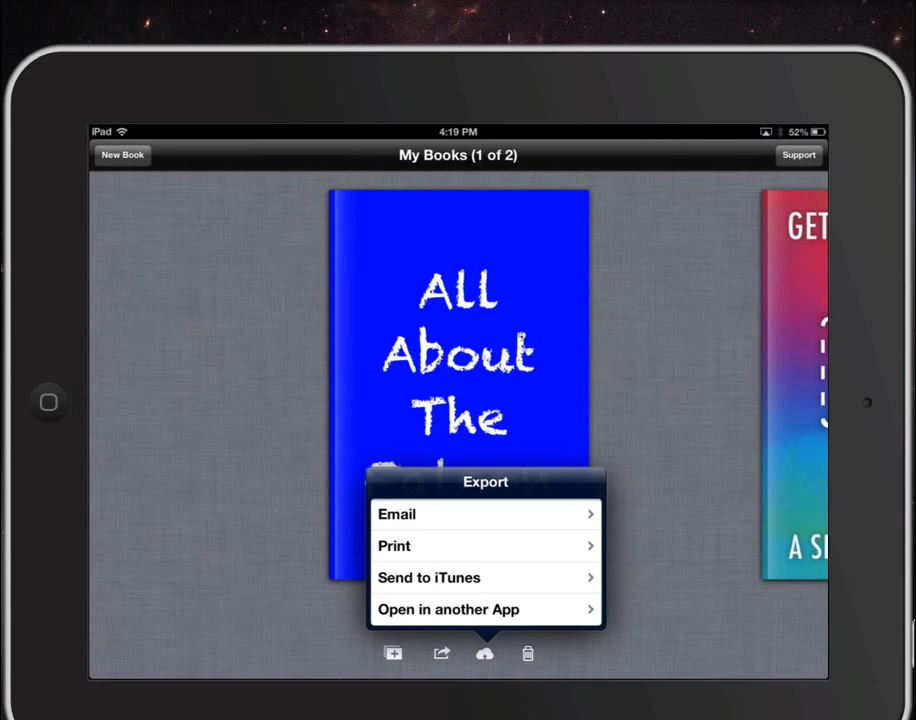 iPad
4:19 PM
52%
New Book
My Books (1 of 2)
Support
All
About
The
GET
A
Export
Email
Print
Send to iTunes
Open in another App